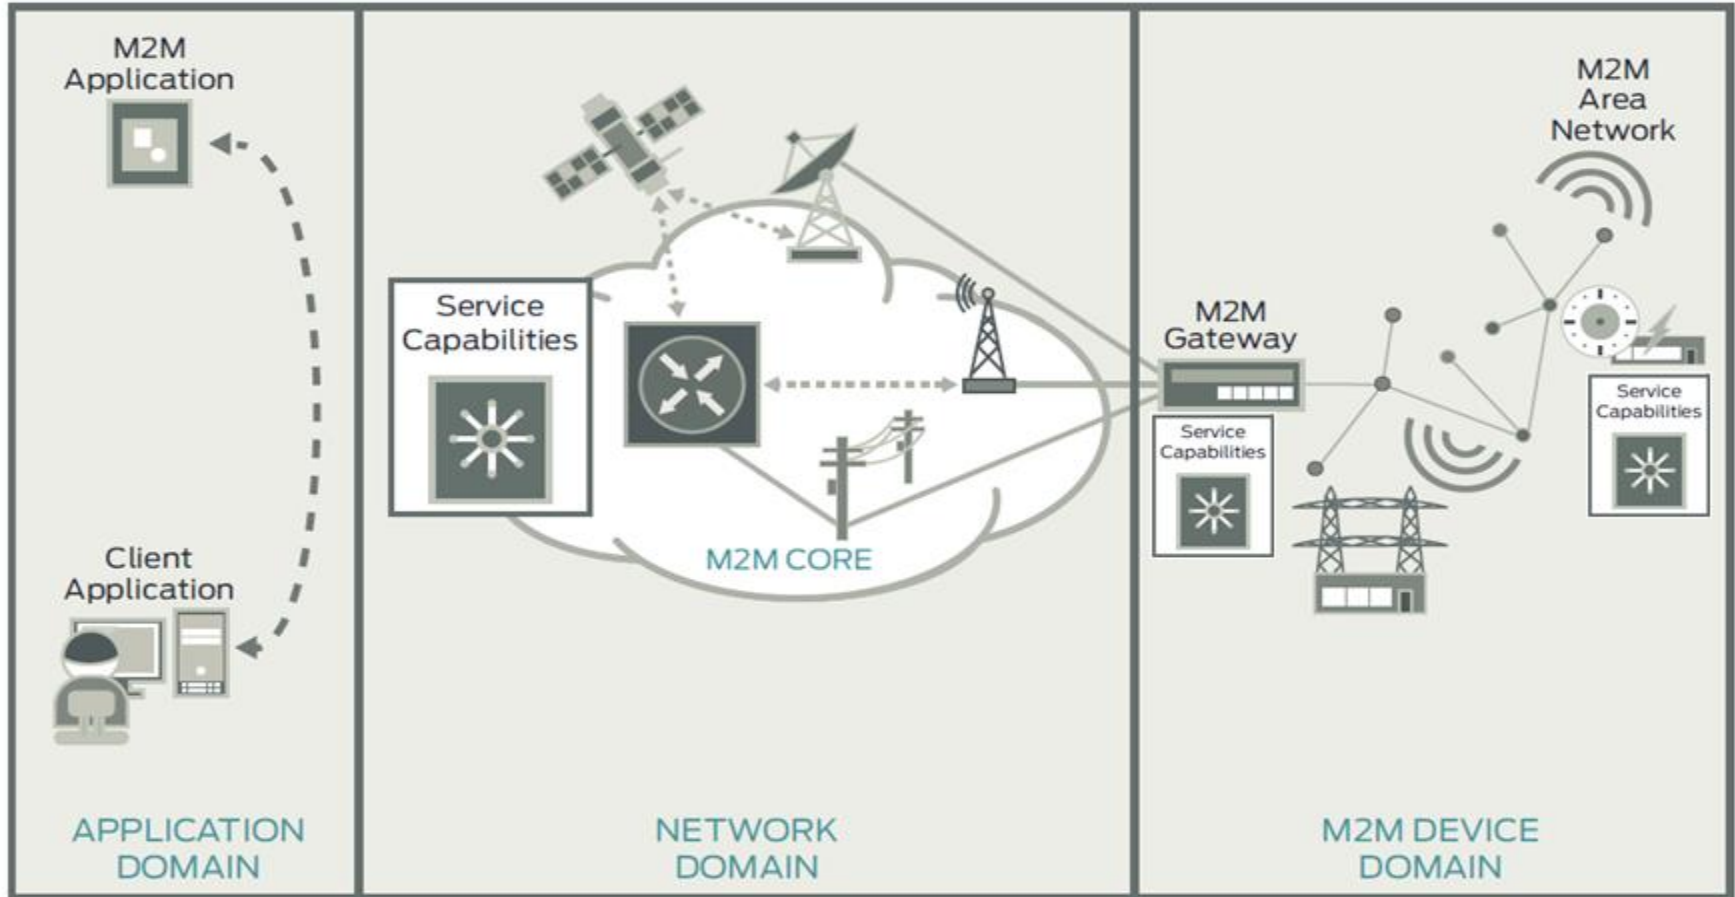 M2M
Application
Client
Application
APPLICATION
DOMAIN
Service
Capabilities
M2M CORE
NETWORK
DOMAIN
M2M
Area
Network
M2M
Gateway
Service
Capabilities
Service
Capabilities
M2M DEVICE
DOMAIN